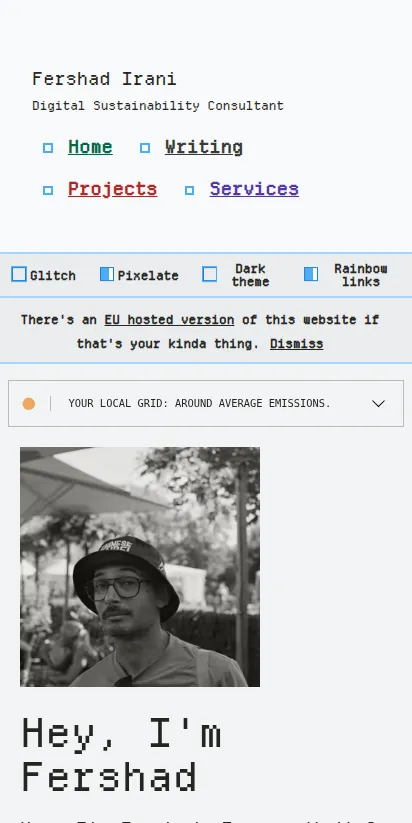 Fershad Irani
Digital Sustainability Consultant
Home Writing
Projects Services
Glitch Pixelate Dark theme Rainbow links
There's an EU hosted version of this website if
that's your kinda thing. Dismiss
YOUR LOCAL GRID: AROUND AVERAGE EMISSIONS.
Hey, I'm
Fershad